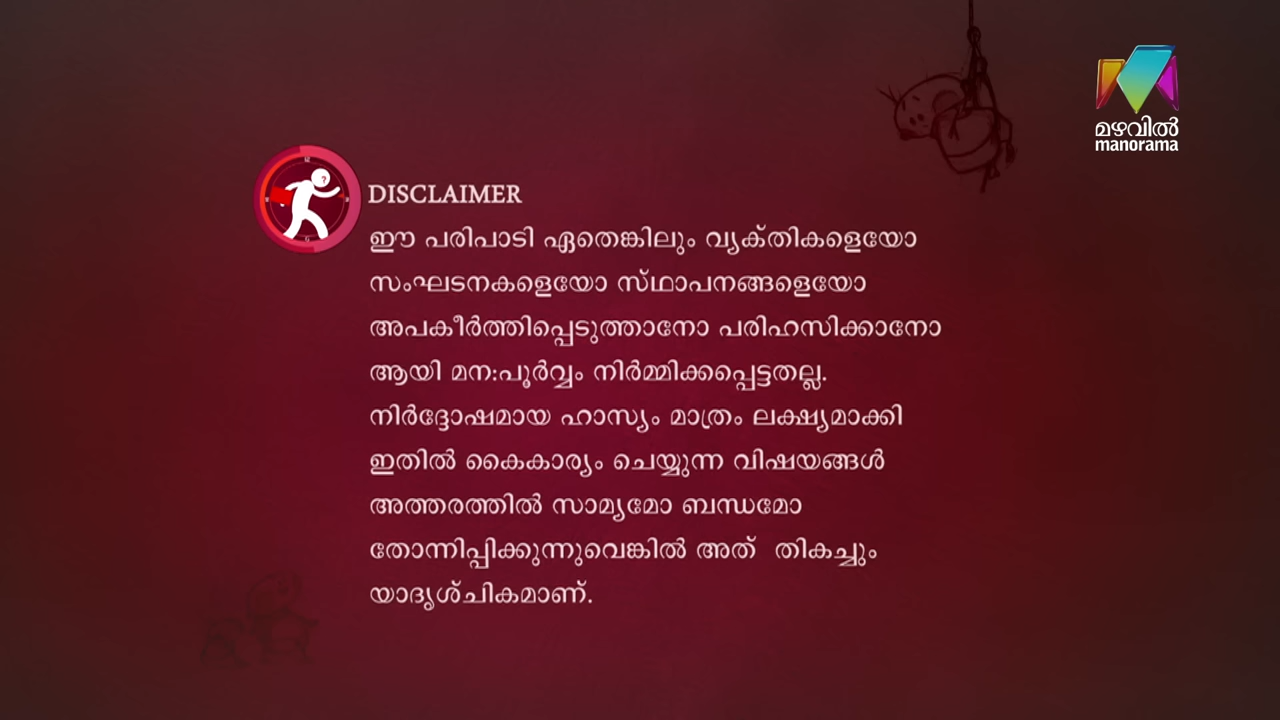 മഴവിൽ
manorama
DISCLAIMER
ഈ പരിപാടി ഏതെങ്കിലും വ്യക്തികളെയോ
സംഘടനകളെയോ സ്ഥാപനങ്ങളെയോ
അപകീർത്തിപ്പെടുത്താനോ പരിഹസിക്കാനോ
ആയി മന:പൂർവ്വം നിർമ്മിക്കപ്പെട്ടതല്ല.
നിർദ്ദോഷമായ ഹാസ്യം മാത്രം ലക്ഷ്യമാക്കി
ഇതിൽ കൈകാര്യം ചെയ്യുന്ന വിഷയങ്ങൾ
അത്തരത്തിൽ സാമ്യമോ ബന്ധമോ
തോന്നിപ്പിക്കുന്നുവെങ്കിൽ അത് തികച്ചും
യാദൃശ്ചികമാണ്.